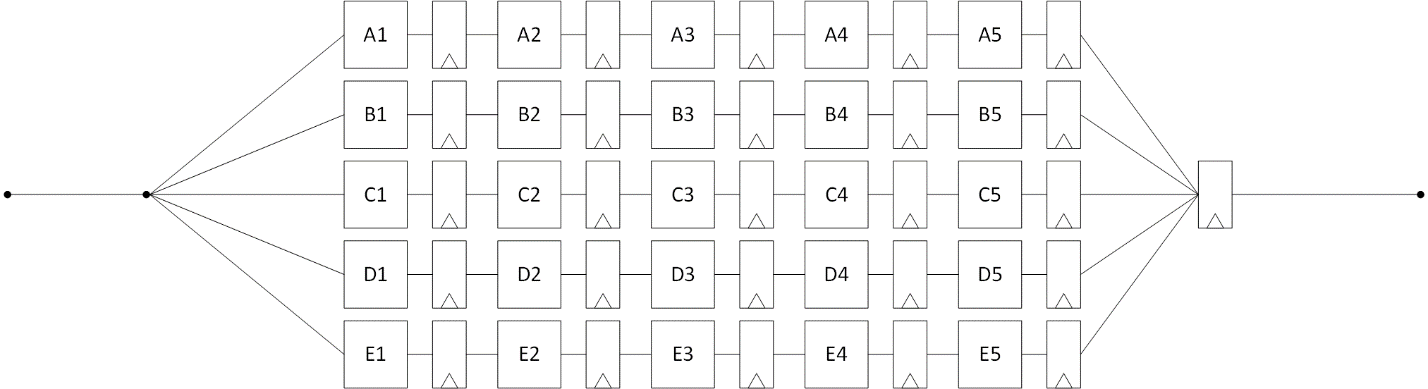 A1 A2 A3 A4 A5
B1 B2 B3 B4 B5
C1 C2 C3 C4 C5
D1 D2 D3 D4 D5
E1 E2 E3 E4 E5